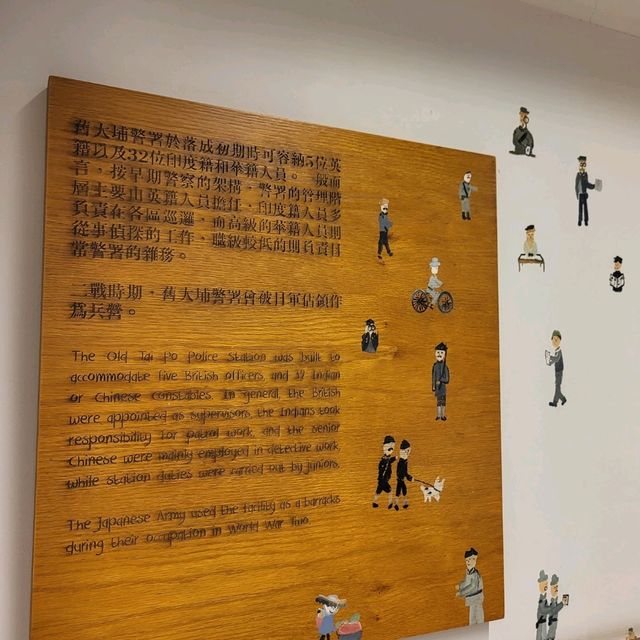 舊大埔警署於落成初期時可容納5位英
籍以及32位印度籍和華籍人員。一般而
言，按早期警察的架構，警署的管理階
層主要由英籍人員擔任，印度籍人員多
負責在各區巡邏，而高級的華籍人員則
從事偵探的工作，職級較低的則負責日
常警署的雜務。
二戰時期，舊大埔警署曾被日軍佔領作
為兵營。
The Old Tai Po Police Station was built to
accommodate five British officers, and 32 Indian
or Chinese constables. In general, the British
were appointed as supervisors, the Indians took
responsibility for patrol work, and the senior
Chinese were mainly employed in detective work,
while station duties were carried out by juniors.
The Japanese Army used the facility as a barracks
during their occupation in World War Two.